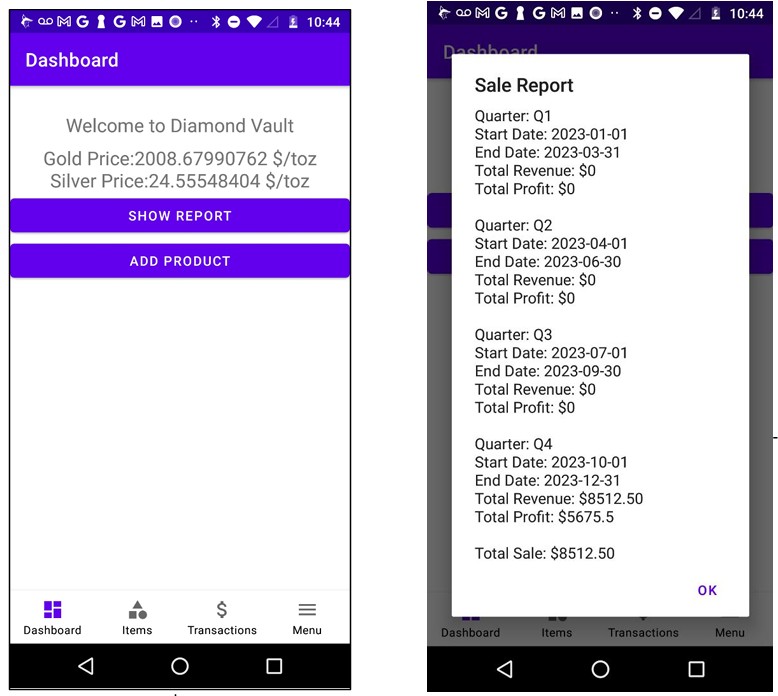 10:44
Dashboard
Welcome to Diamond Vault
Gold Price:2008.67990762 $/toz
Silver Price:24.55548404 $/toz
SHOW REPORT
ADD PRODUCT
Dashboard
Items
Transactions
Menu
10:44
Dashboard
Sale Report
Quarter: Q1
Start Date: 2023-01-01
End Date: 2023-03-31
Total Revenue: $0
Total Profit: $0
Quarter: Q2
Start Date: 2023-04-01
End Date: 2023-06-30
Total Revenue: $0
Total Profit: $0
Quarter: Q3
Start Date: 2023-07-01
End Date: 2023-09-30
Total Revenue: $0
Total Profit: $0
Quarter: Q4
Start Date: 2023-10-01
End Date: 2023-12-31
Total Revenue: $8512.50
Total Profit: $5675.5
Total Sale: $8512.50
OK
Dashboard
Items
Transactions
Menu